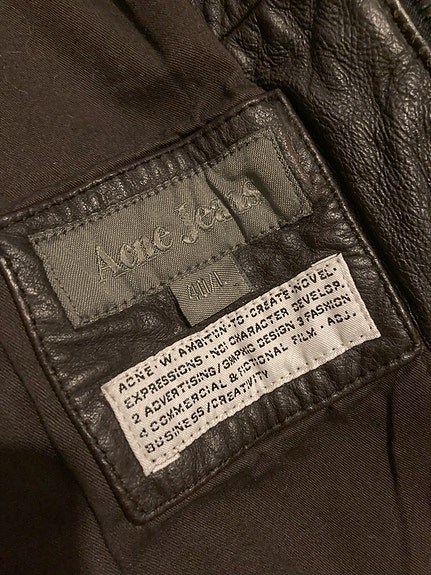 Acne Jeans
40/L
ACNE: W. AMBITION-TO-CREATE NOVEL.
EXPRESSIONS - NO. CHARACTER DEVELOP.
2 ADVERTISING/GRAPHIC DESIGN 3 FASHION
4 COMMERCIAL & FICTIONAL FILM - ADJ.
BUSINESS/CREATIVITY